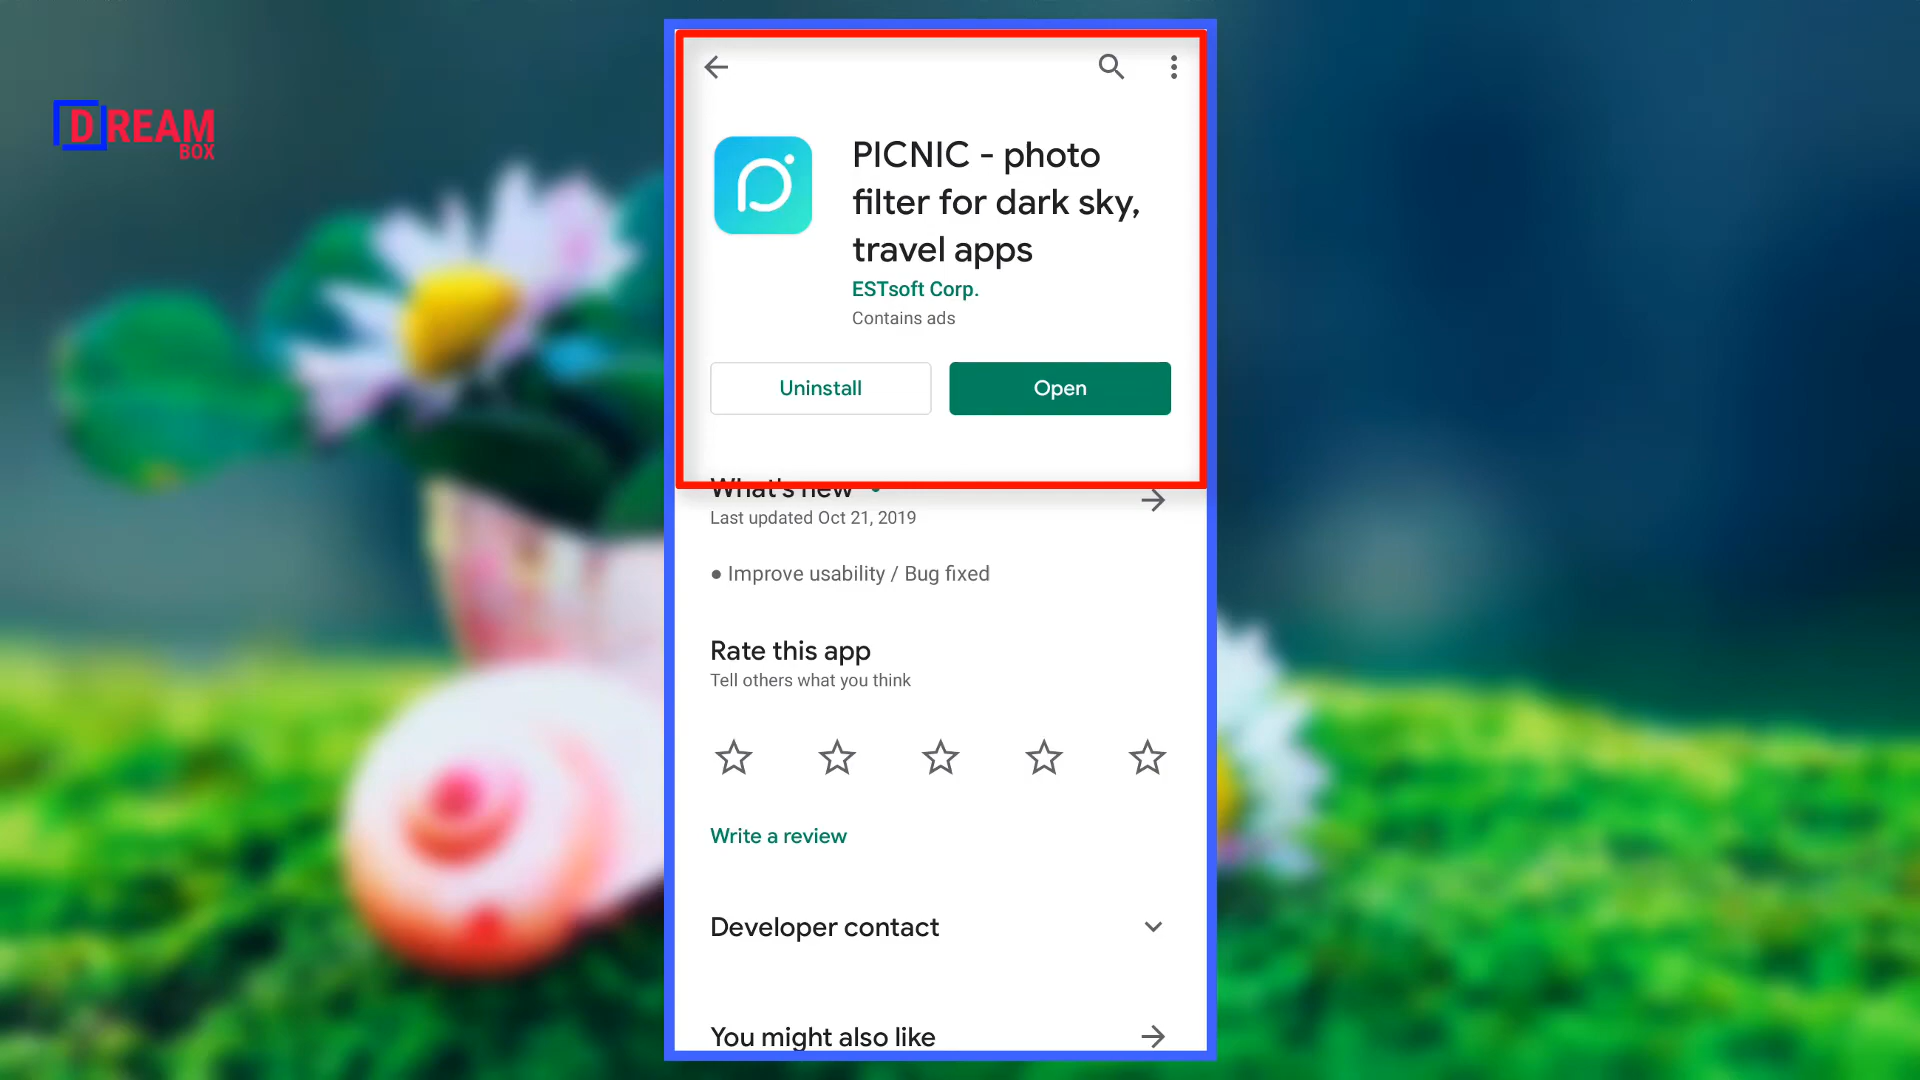 DREAM
BOX
PICNIC - photo
filter for dark sky,
travel apps
ESTsoft Corp.
Contains ads
Uninstall
Open
What's new
Last updated Oct 21, 2019
● Improve usability / Bug fixed
Rate this app
Tell others what you think
Write a review
Developer contact
You might also like